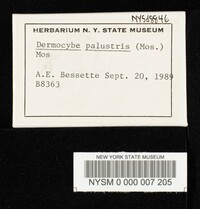 NYS18846
HERBARIUM N. Y. STATE MUSEUM
Dermocybe palustris (Mos.)
Mos
A.E. Bessette Sept. 20, 1989
B8363
NEW YORK STATE MUSEUM
NYSM 0 000 007 205